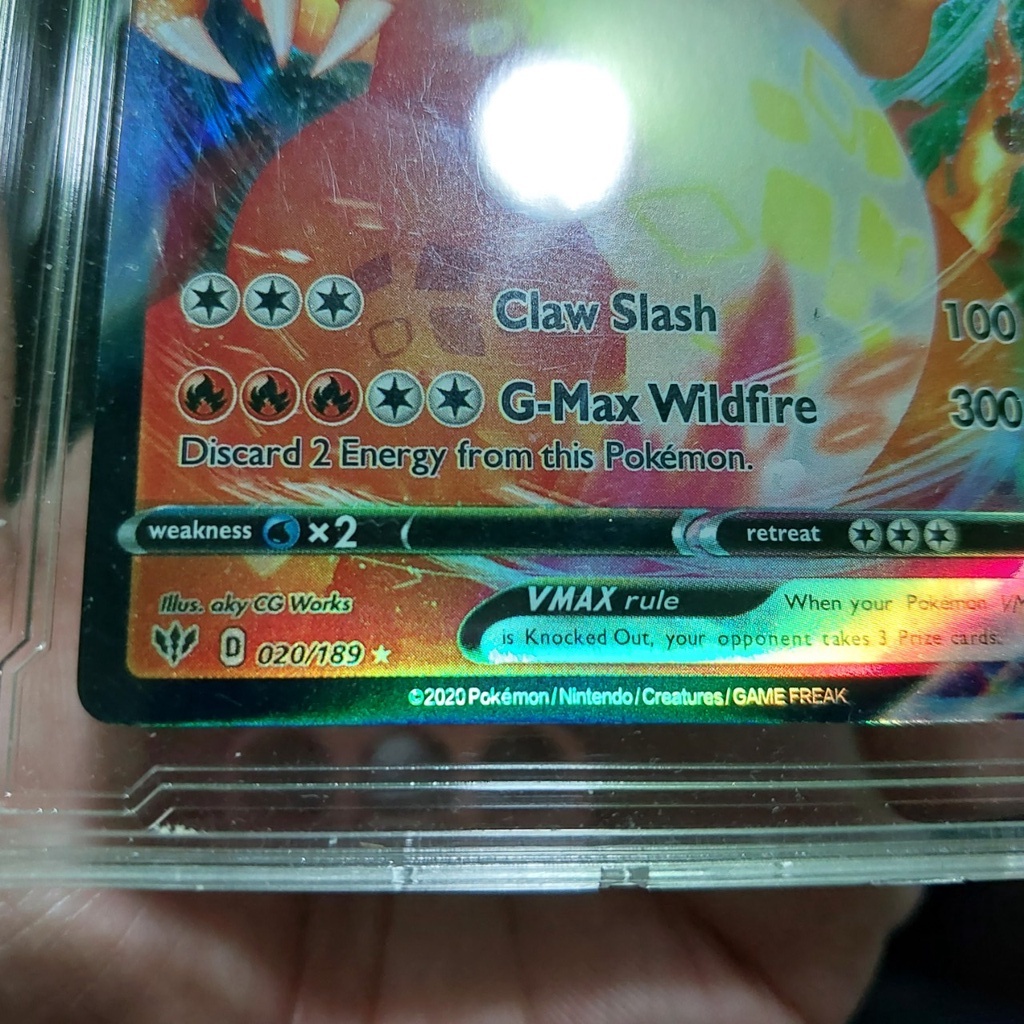 Claw Slash 100
G-Max Wildfire 300
Discard 2 Energy from this Pokémon.
weakness ×2 retreat
Illus. aky CG Works
VMAX rule When your Pokémon VM
is Knocked Out, your opponent takes 3 Prize cards.
D 020/189
©2020 Pokémon/Nintendo/Creatures/GAME FREAK